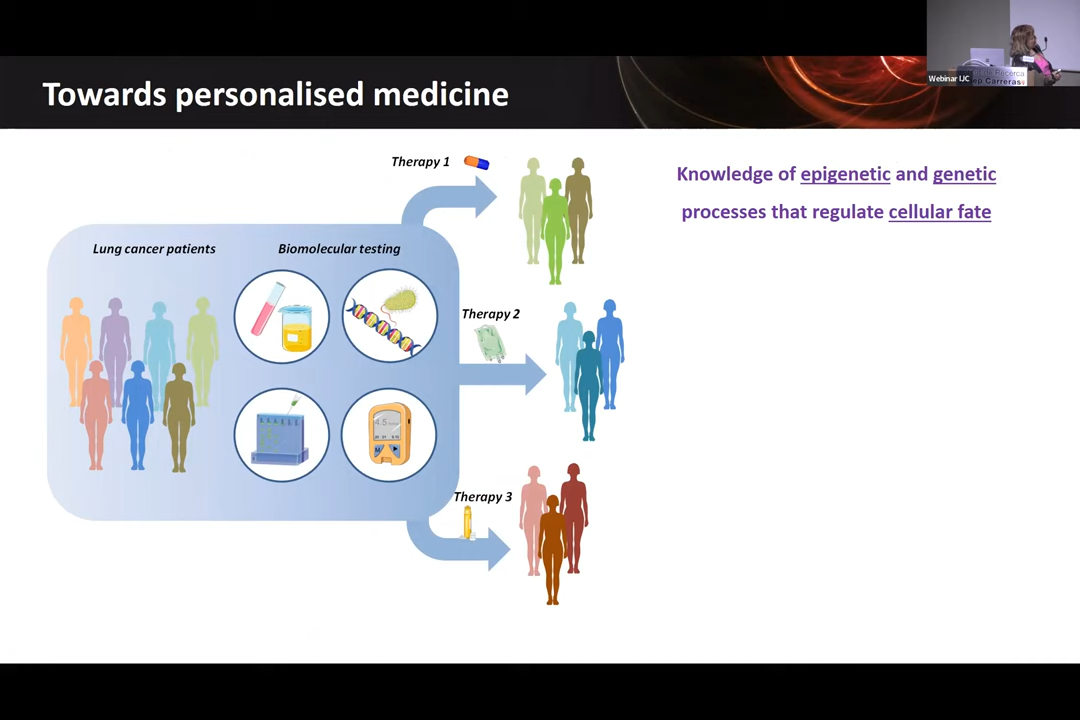 Towards personalised medicine
Webinar IJC
Therapy 1
Knowledge of epigenetic and genetic
processes that regulate cellular fate
Lung cancer patients
Biomolecular testing
Therapy 2
Therapy 3